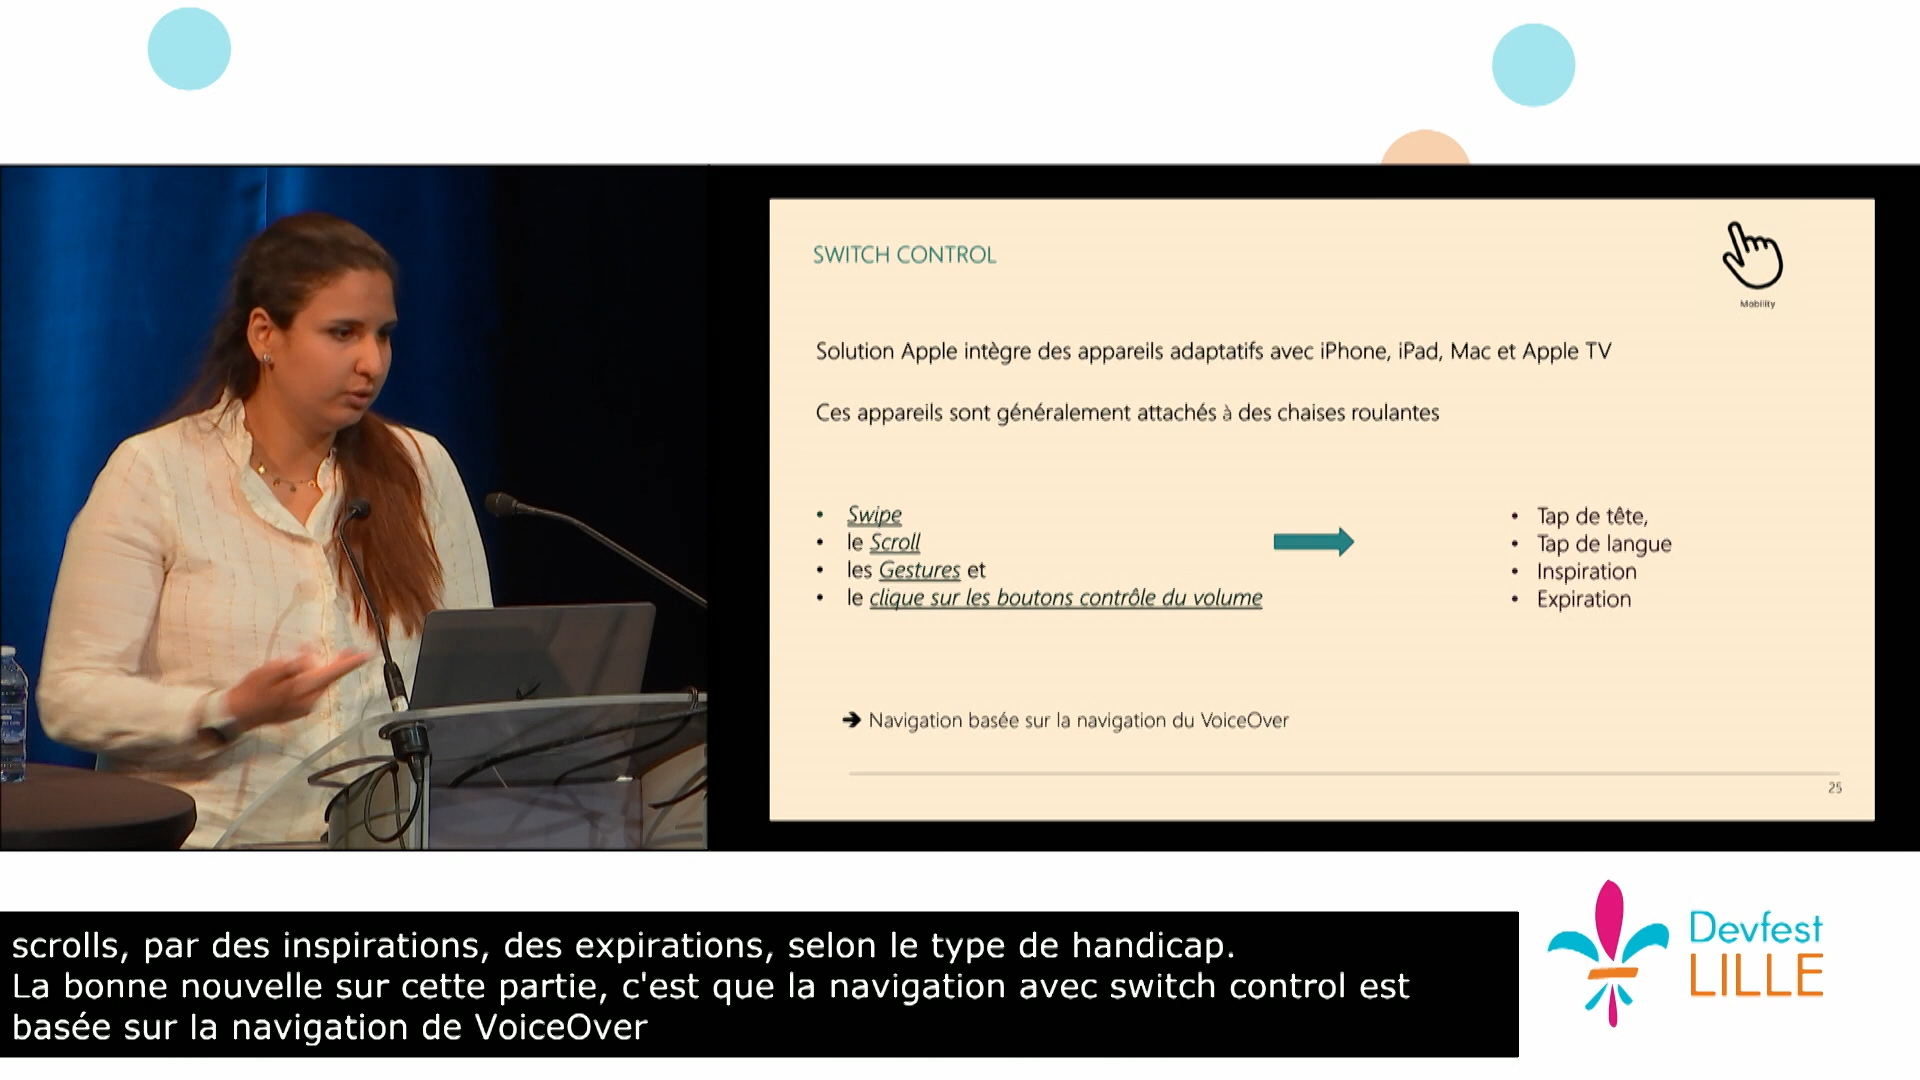 SWITCH CONTROL
Mobility
Solution Apple intègre des appareils adaptatifs avec iPhone, iPad, Mac et Apple TV
Ces appareils sont généralement attachés à des chaises roulantes
• Swipe
• le Scroll
• les Gestures et
• le clique sur les boutons contrôle du volume
• Tap de tête,
• Tap de langue
• Inspiration
• Expiration
➔ Navigation basée sur la navigation du VoiceOver
25
scrolls, par des inspirations, des expirations, selon le type de handicap.
La bonne nouvelle sur cette partie, c'est que la navigation avec switch control est
basée sur la navigation de VoiceOver
Devfest
LILLE